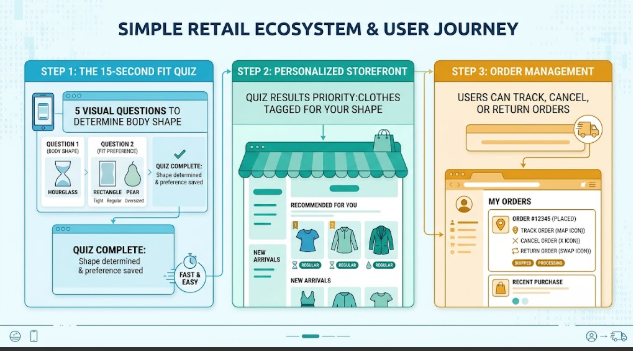 SIMPLE RETAIL ECOSYSTEM & USER JOURNEY
STEP 1: THE 15-SECOND FIT QUIZ
5 VISUAL QUESTIONS TO
DETERMINE BODY SHAPE
QUESTION 1
(BODY SHAPE)
HOURGLASS
QUESTION 2
(FIT PREFERENCE)
RECTANGLE
PEAR
Tight Regular Oversized
QUIZ COMPLETE:
Shape determined
& preference saved
QUIZ COMPLETE:
Shape determined
& preference saved
FAST &
EASY
STEP 2: PERSONALIZED STOREFRONT
QUIZ RESULTS PRIORITY:CLOTHES
TAGGED FOR YOUR SHAPE
RECOMMENDED FOR YOU
REGULAR
REGULAR
REGULAR
NEW
ARRIVALS
NEW ARRIVALS
STEP 3: ORDER MANAGEMENT
USERS CAN TRACK, CANCEL,
OR RETURN ORDERS
MY ORDERS
ORDER #12345 (PLACED)
TRACK ORDER (MAP ICON])
CANCEL ORDER (X ICON])
RETURN ORDER (SWAP ICON])
SHIPPED
PROCESSING
RECENT PURCHASE